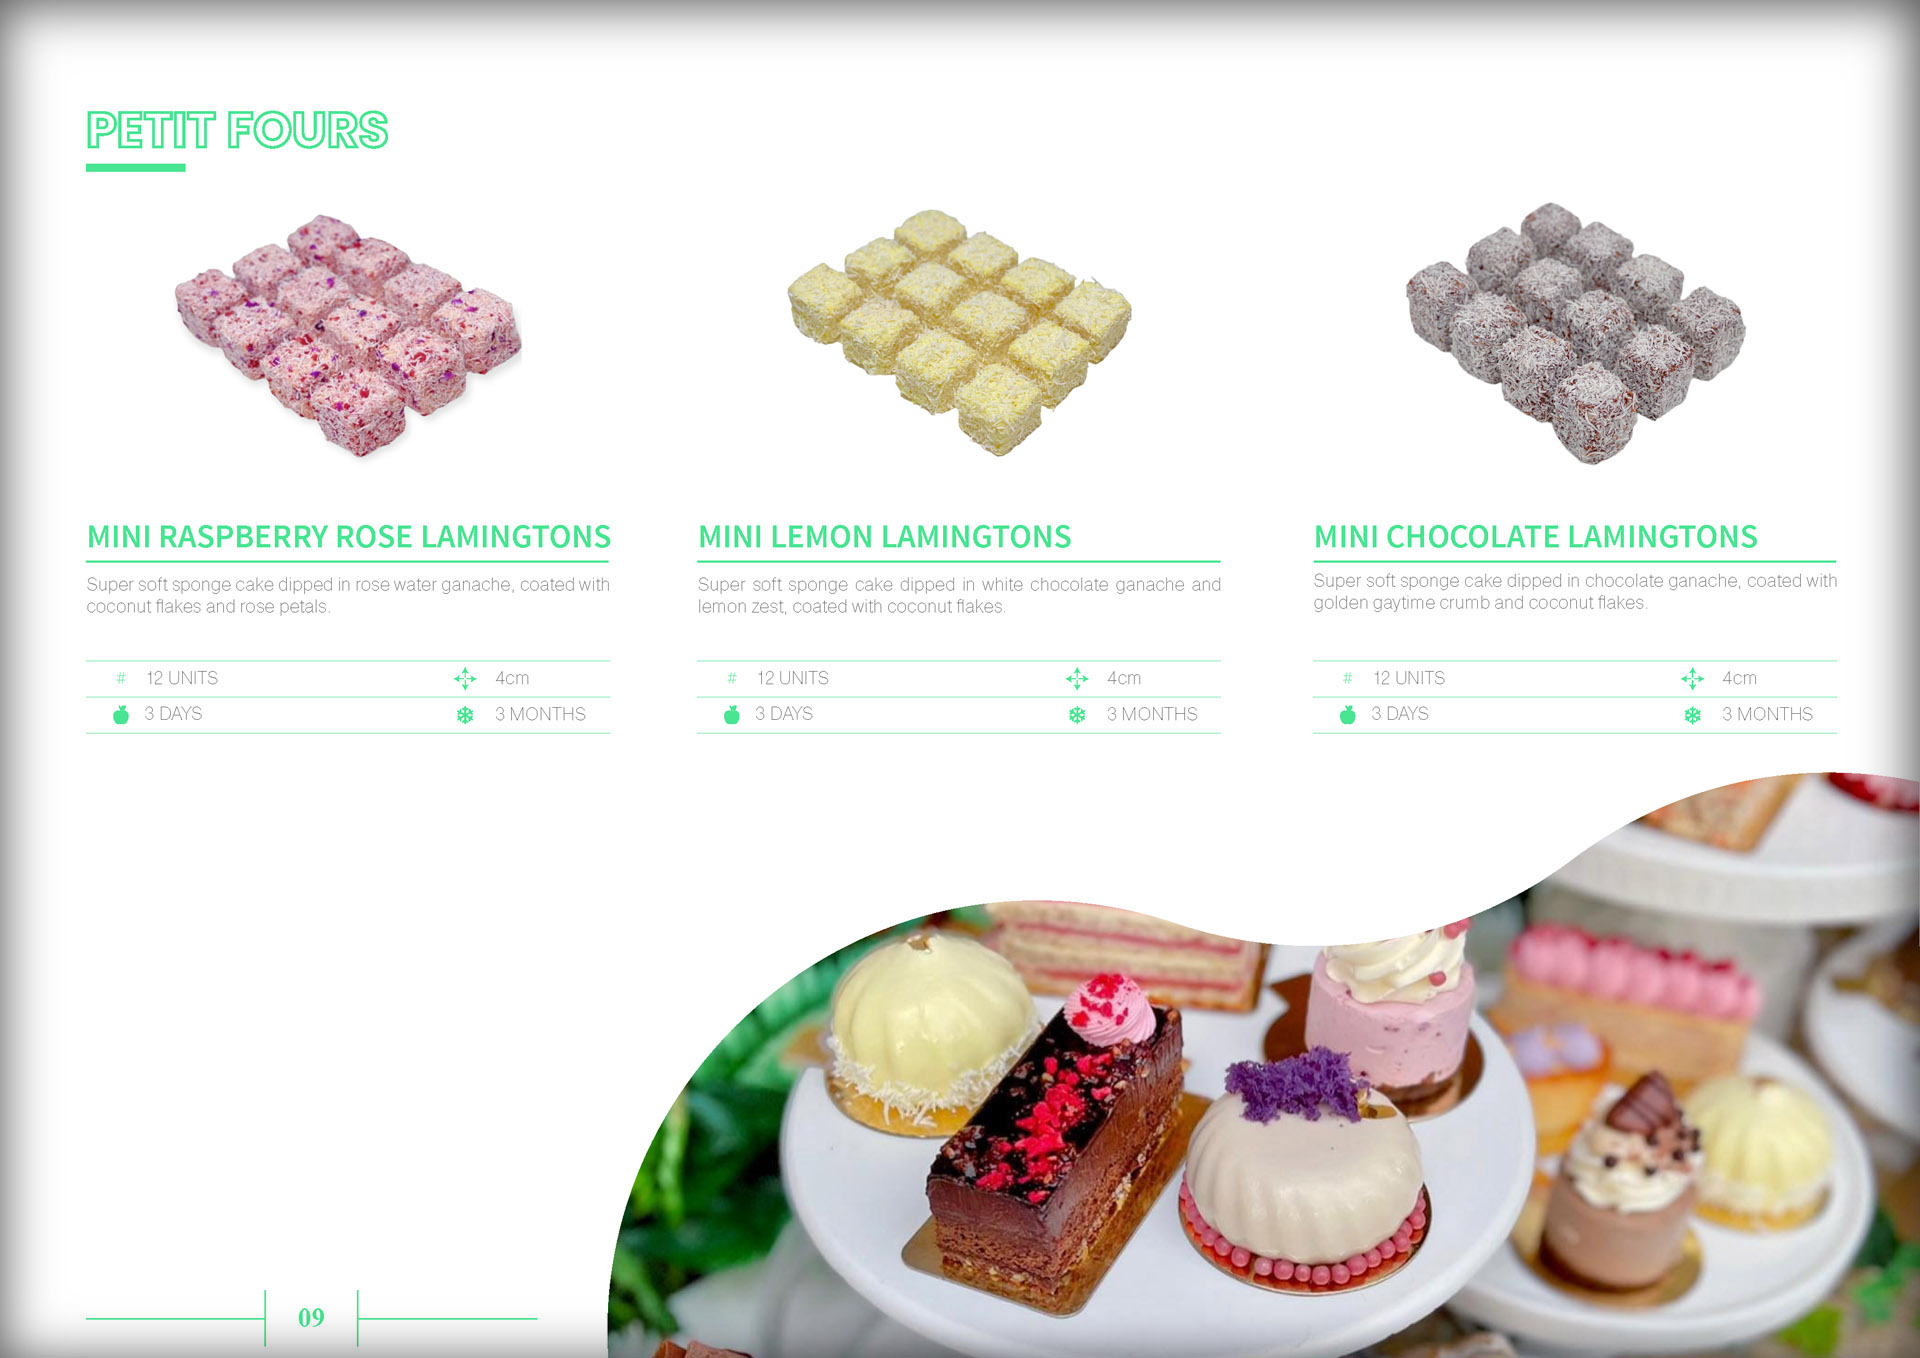 PETIT FOURS
MINI RASPBERRY ROSE LAMINGTONS
Super soft sponge cake dipped in rose water ganache, coated with
coconut flakes and rose petals.
# 12 UNITS 4cm
3 DAYS 3 MONTHS
MINI LEMON LAMINGTONS
Super soft sponge cake dipped in white chocolate ganache and
lemon zest, coated with coconut flakes.
# 12 UNITS 4cm
3 DAYS 3 MONTHS
MINI CHOCOLATE LAMINGTONS
Super soft sponge cake dipped in chocolate ganache, coated with
golden gaytime crumb and coconut flakes.
# 12 UNITS 4cm
3 DAYS 3 MONTHS
09